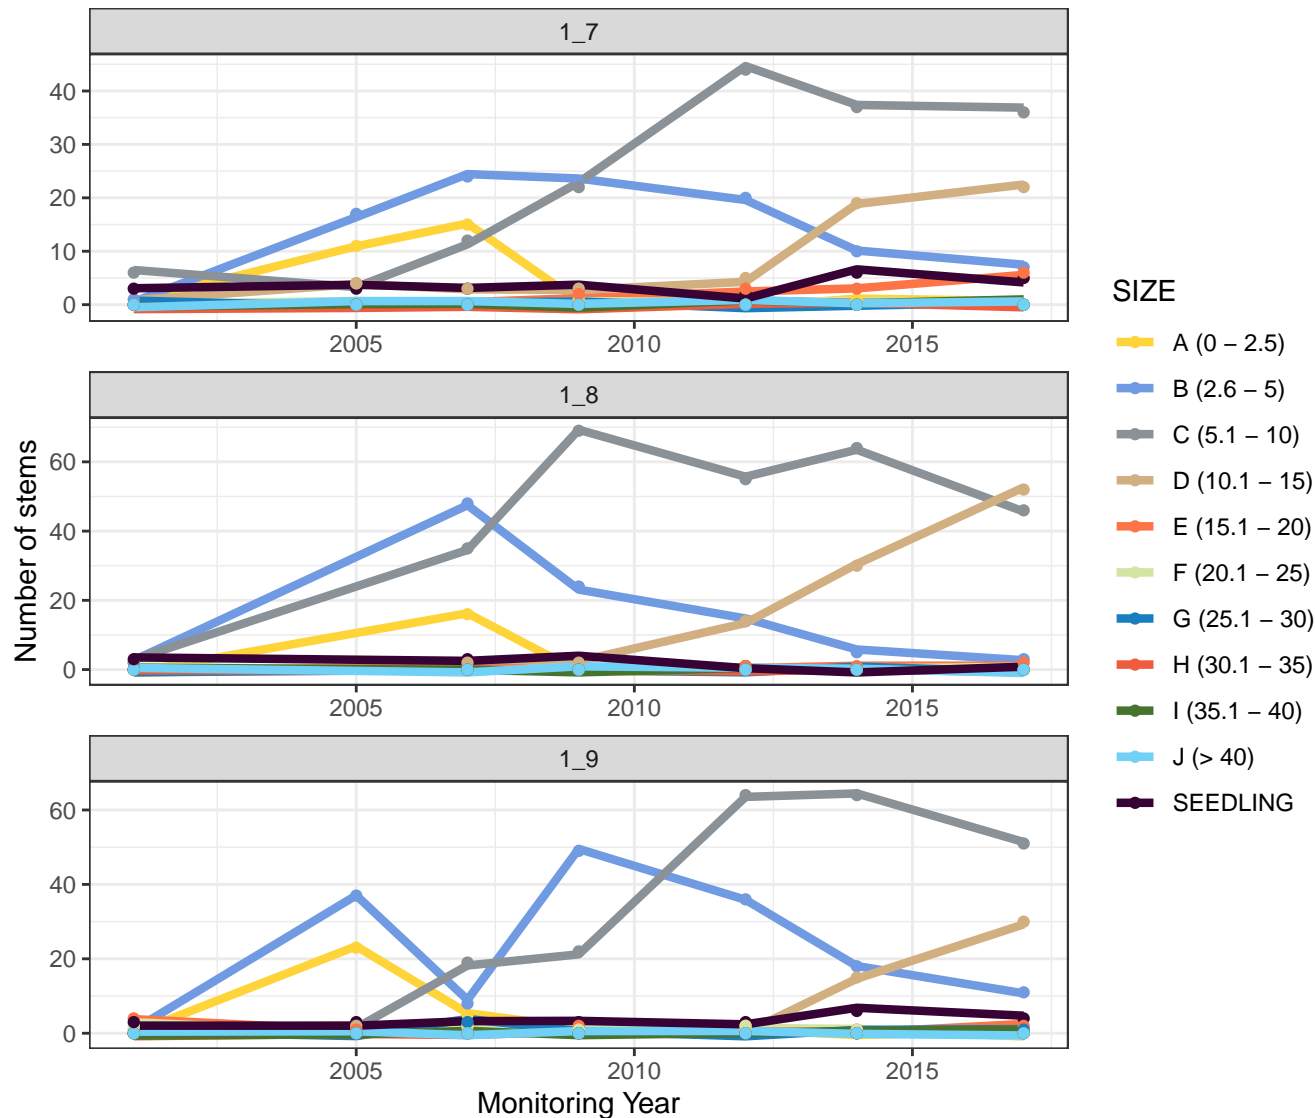 1_7
40
30
20
10
0
2005 2010 2015
1_8
60
40
20
0
2005 2010 2015
1_9
60
40
20
0
2005 2010 2015
Number of stems
Monitoring Year
SIZE
A (0 − 2.5)
B (2.6 − 5)
C (5.1 − 10)
D (10.1 − 15)
E (15.1 − 20)
F (20.1 − 25)
G (25.1 − 30)
H (30.1 − 35)
I (35.1 − 40)
J (> 40)
SEEDLING